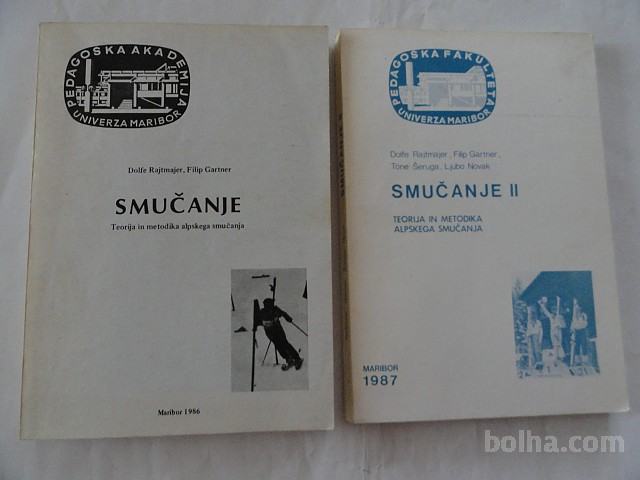 PEDAGOŠKA AKADEMIJA
UNIVERZA MARIBOR
Dolfe Rajtmajer, Filip Gartner
SMUČANJE
Teorija in metodika alpskega smučanja
Maribor 1986
PEDAGOŠKA FAKULTETA
UNIVERZA MARIBOR
Dolfe Rajtmajer, Filip Gartner,
Tone Šeruga, Ljubo Novak
SMUČANJE II
TEORIJA IN METODIKA
ALPSKEGA SMUČANJA
MARIBOR
1987
bolha.com